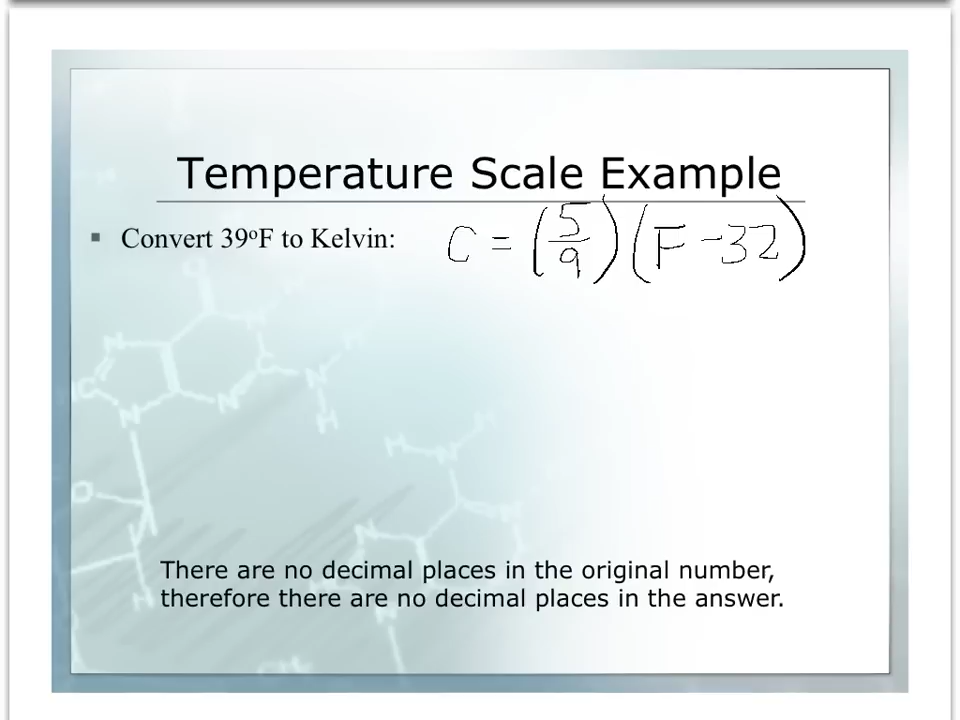 Temperature Scale Example
▪ Convert 39ºF to Kelvin: C = (5/9) (F - 32)
There are no decimal places in the original number,
therefore there are no decimal places in the answer.